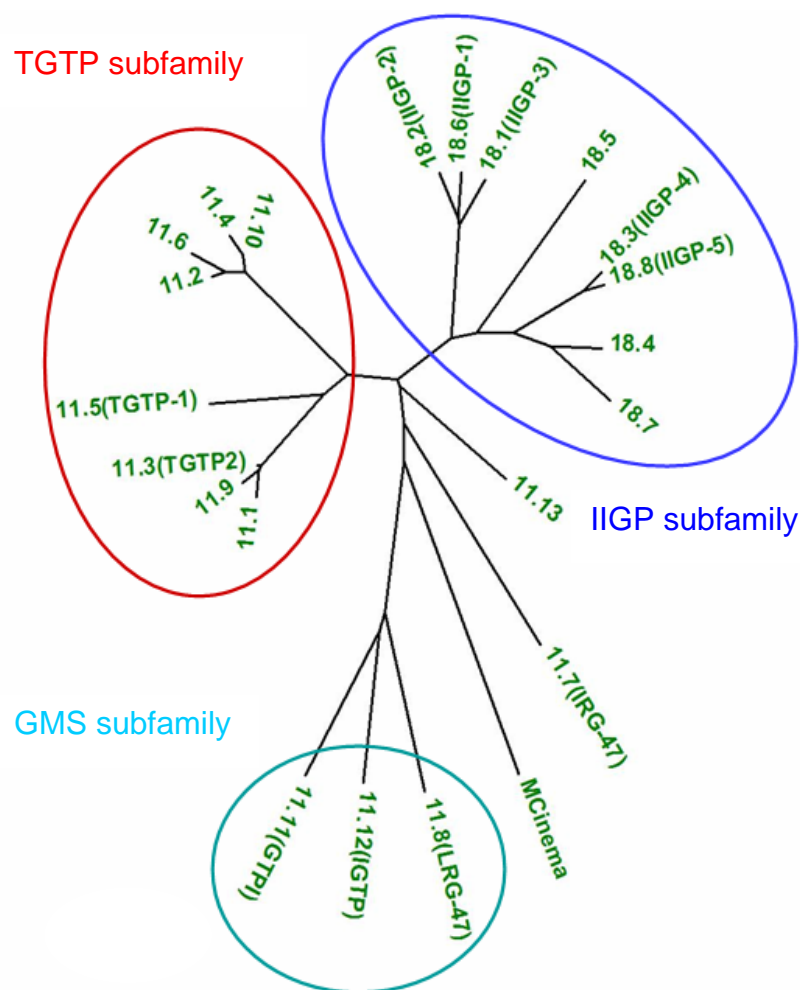 TGTP subfamily
18.2(IIGP-2)
18.6(IIGP-1)
18.1(IIGP-3)
18.5
18.3(IIGP-4)
18.8(IIGP-5)
18.4
18.7
11.10
11.4
11.6
11.2
11.5(TGTP-1)
11.3(TGTP2)
11.9
11.1
11.13
IIGP subfamily
11.7(IRG-47)
GMS subfamily
MCinema
11.11(GTPI)
11.12(IGTP)
11.8(LRG-47)